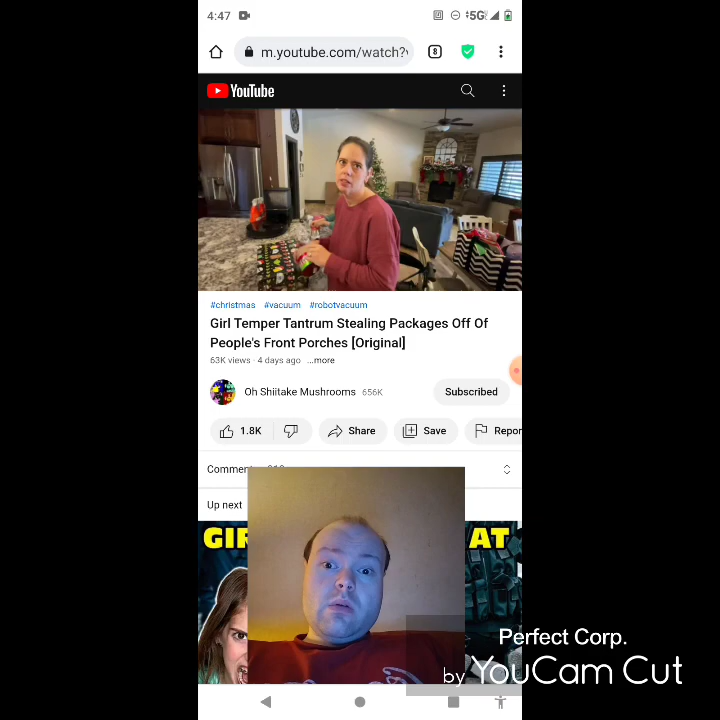 4:47 5G
8 m.youtube.com/watch?v
YouTube
#christmas #vacuum #robotvacuum
Girl Temper Tantrum Stealing Packages Off Of
People's Front Porches [Original]
63K views · 4 days ago ...more
Oh Shiitake Mushrooms 656K Subscribed
1.8K Share Save Repor
Commen
Up next
GIR AT
Perfect Corp.
by YouCam Cut